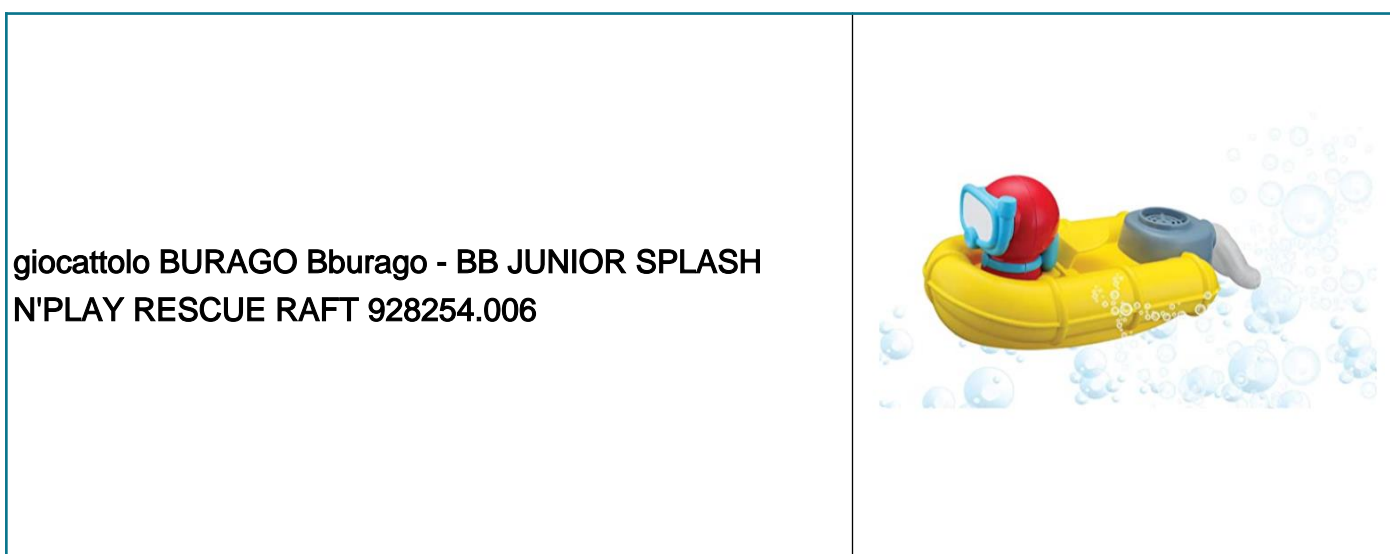 giocattolo BURAGO Bburago - BB JUNIOR SPLASH
N'PLAY RESCUE RAFT 928254.006